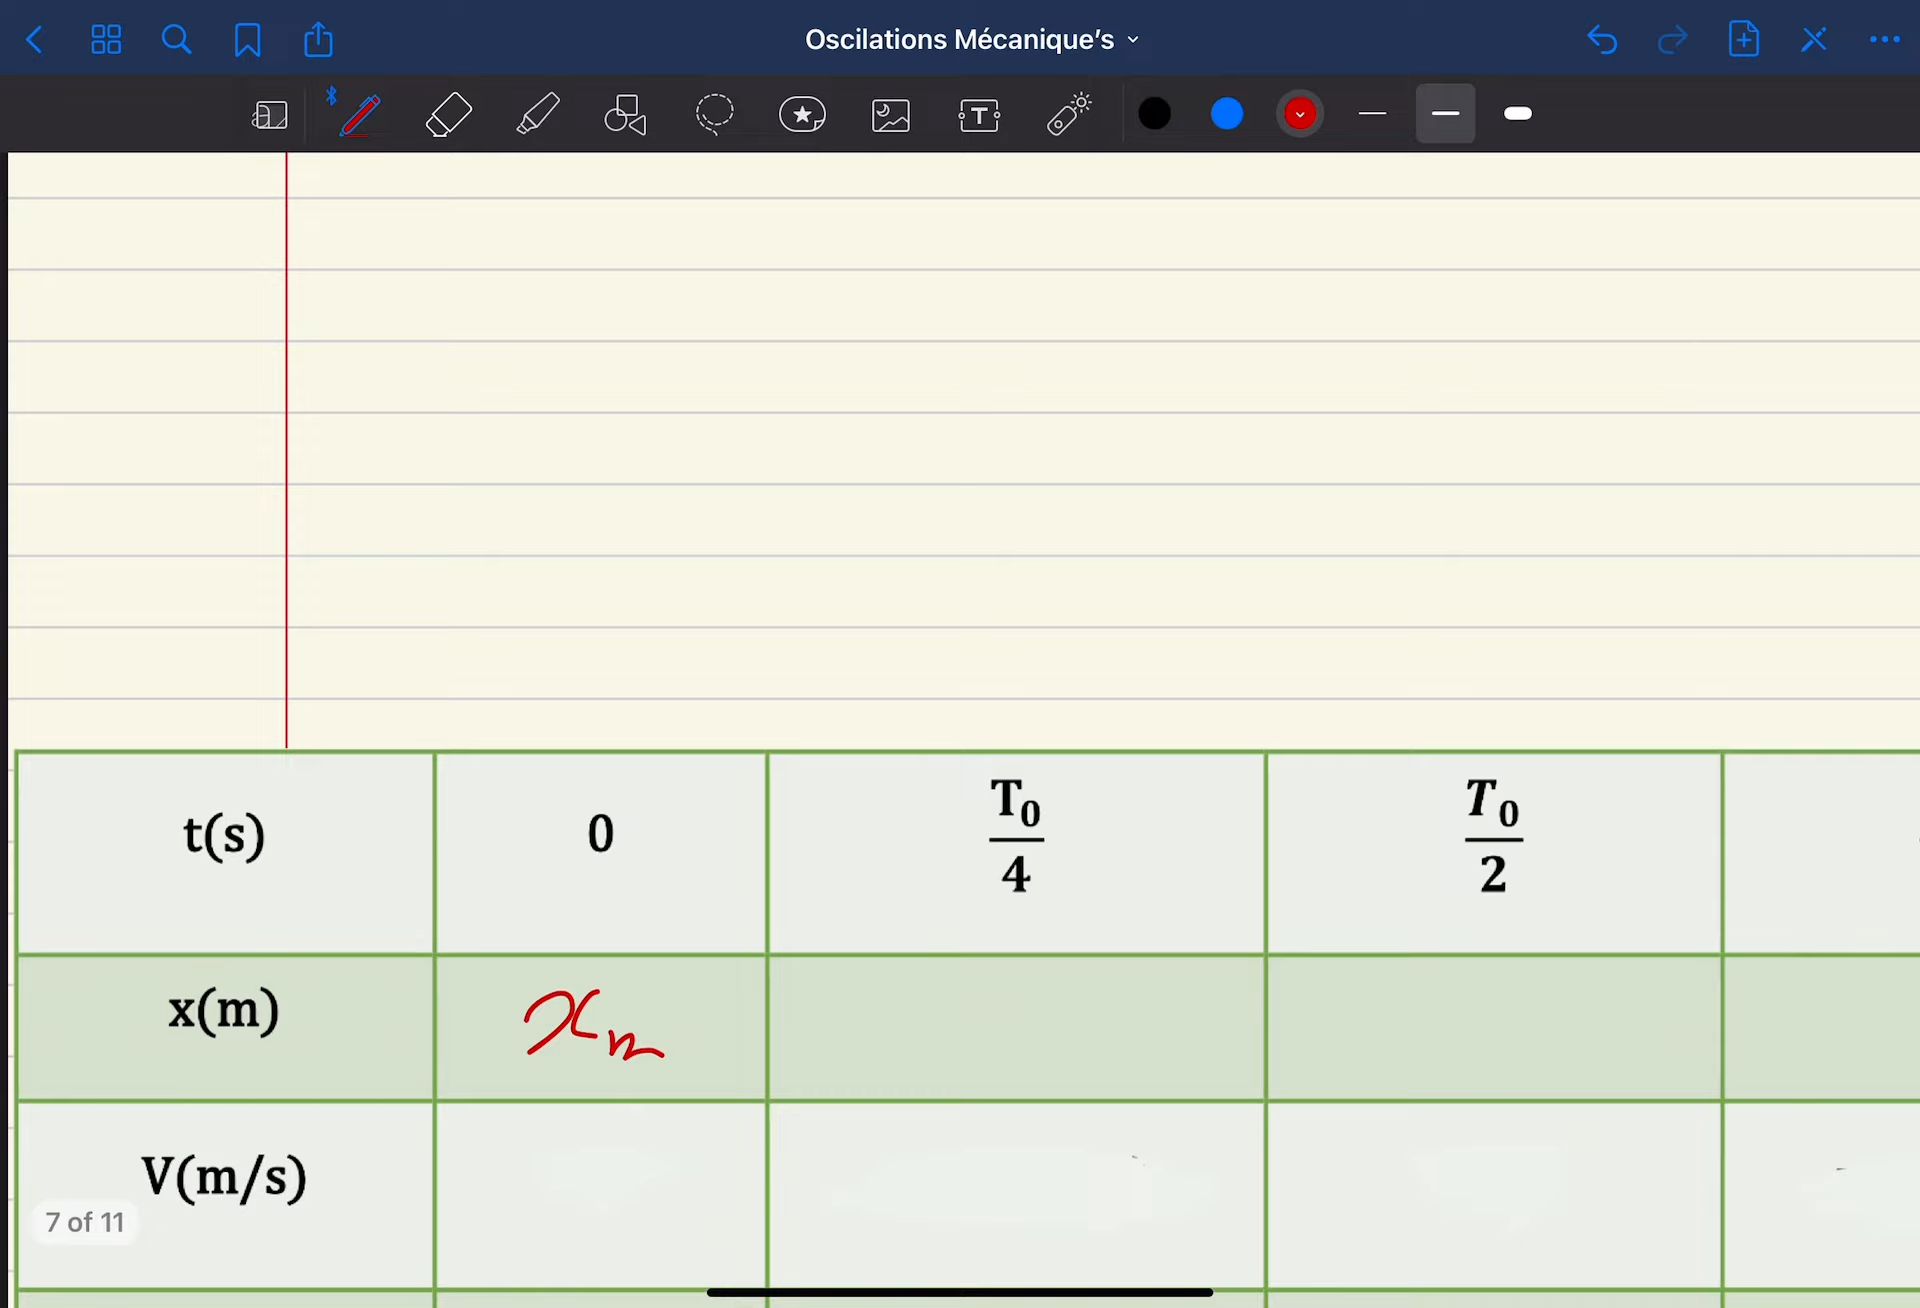 Oscilations Mécanique's
t(s) 0 T₀/4 T₀/2
x(m) xₘ
V(m/s)
7 of 11